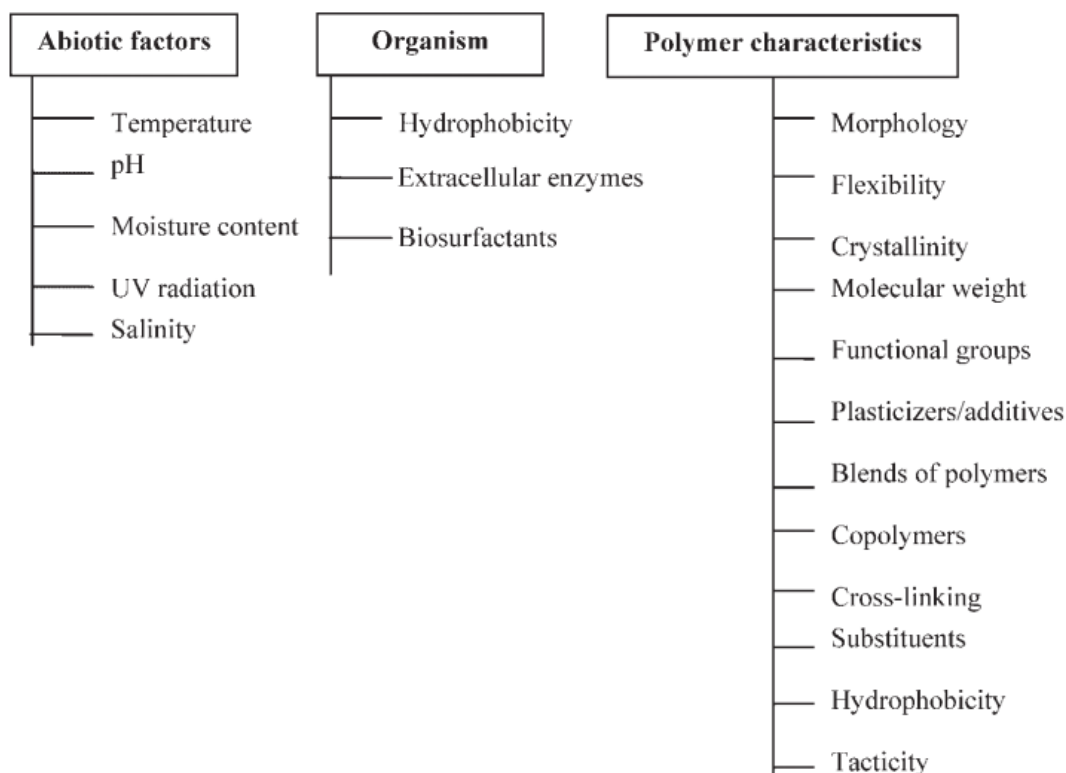 Abiotic factors
Temperature
pH
Moisture content
UV radiation
Salinity
Organism
Hydrophobicity
Extracellular enzymes
Biosurfactants
Polymer characteristics
Morphology
Flexibility
Crystallinity
Molecular weight
Functional groups
Plasticizers/additives
Blends of polymers
Copolymers
Cross-linking
Substituents
Hydrophobicity
Tacticity